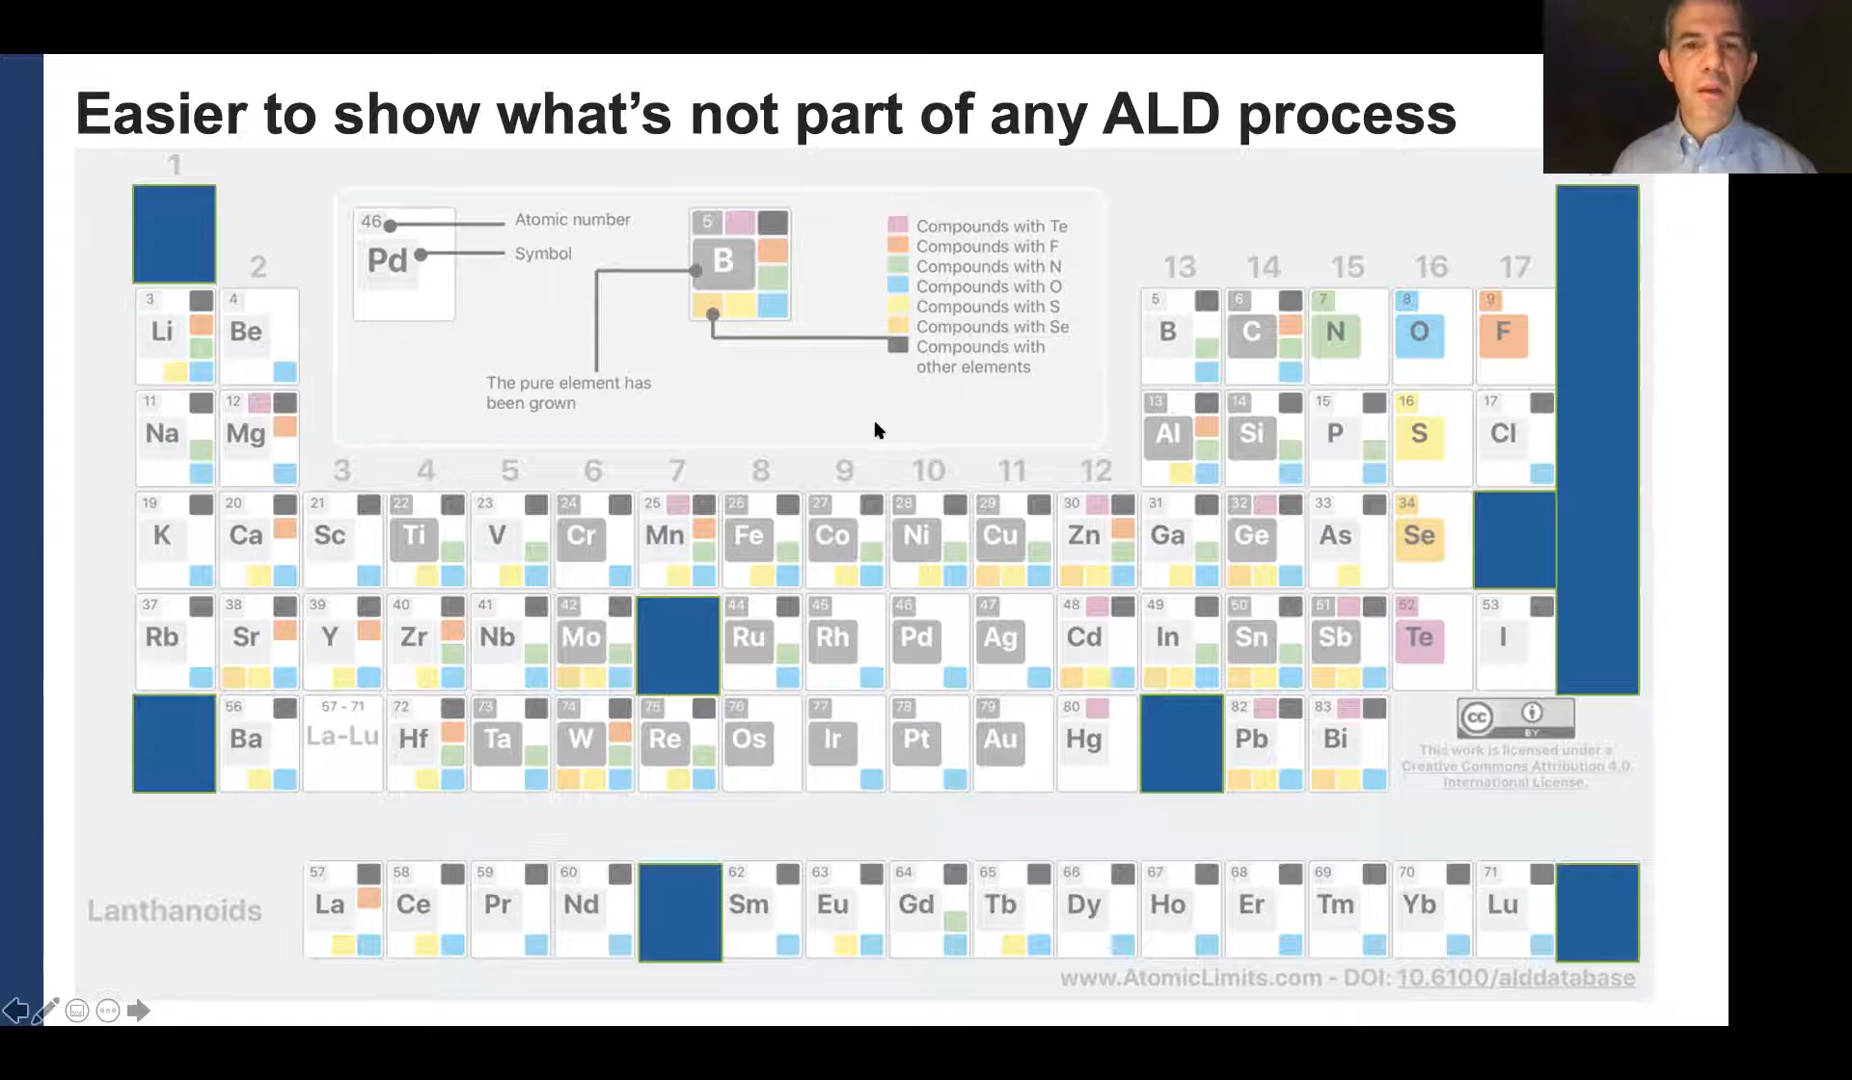 Easier to show what's not part of any ALD process
1
2
13 14 15 16 17
46 Pd
Atomic number
Symbol
5 B
The pure element has
been grown
Compounds with Te
Compounds with F
Compounds with N
Compounds with O
Compounds with S
Compounds with Se
Compounds with
other elements
3 Li 4 Be 5 B 6 C 7 N 8 O 9 F
11 Na 12 Mg 13 Al 14 Si 15 P 16 S 17 Cl
3 4 5 6 7 8 9 10 11 12
19 K 20 Ca 21 Sc 22 Ti 23 V 24 Cr 25 Mn 26 Fe 27 Co 28 Ni 29 Cu 30 Zn 31 Ga 32 Ge 33 As 34 Se
37 Rb 38 Sr 39 Y 40 Zr 41 Nb 42 Mo 44 Ru 45 Rh 46 Pd 47 Ag 48 Cd 49 In 50 Sn 51 Sb 52 Te 53 I
56 Ba 57 - 71 La-Lu 72 Hf 73 Ta 74 W 75 Re 76 Os 77 Ir 78 Pt 79 Au 80 Hg 82 Pb 83 Bi
cc BY
This work is licensed under a
Creative Commons Attribution 4.0
International License.
Lanthanoids 57 La 58 Ce 59 Pr 60 Nd 62 Sm 63 Eu 64 Gd 65 Tb 66 Dy 67 Ho 68 Er 69 Tm 70 Yb 71 Lu
www.AtomicLimits.com - DOI: 10.6100/alddatabase